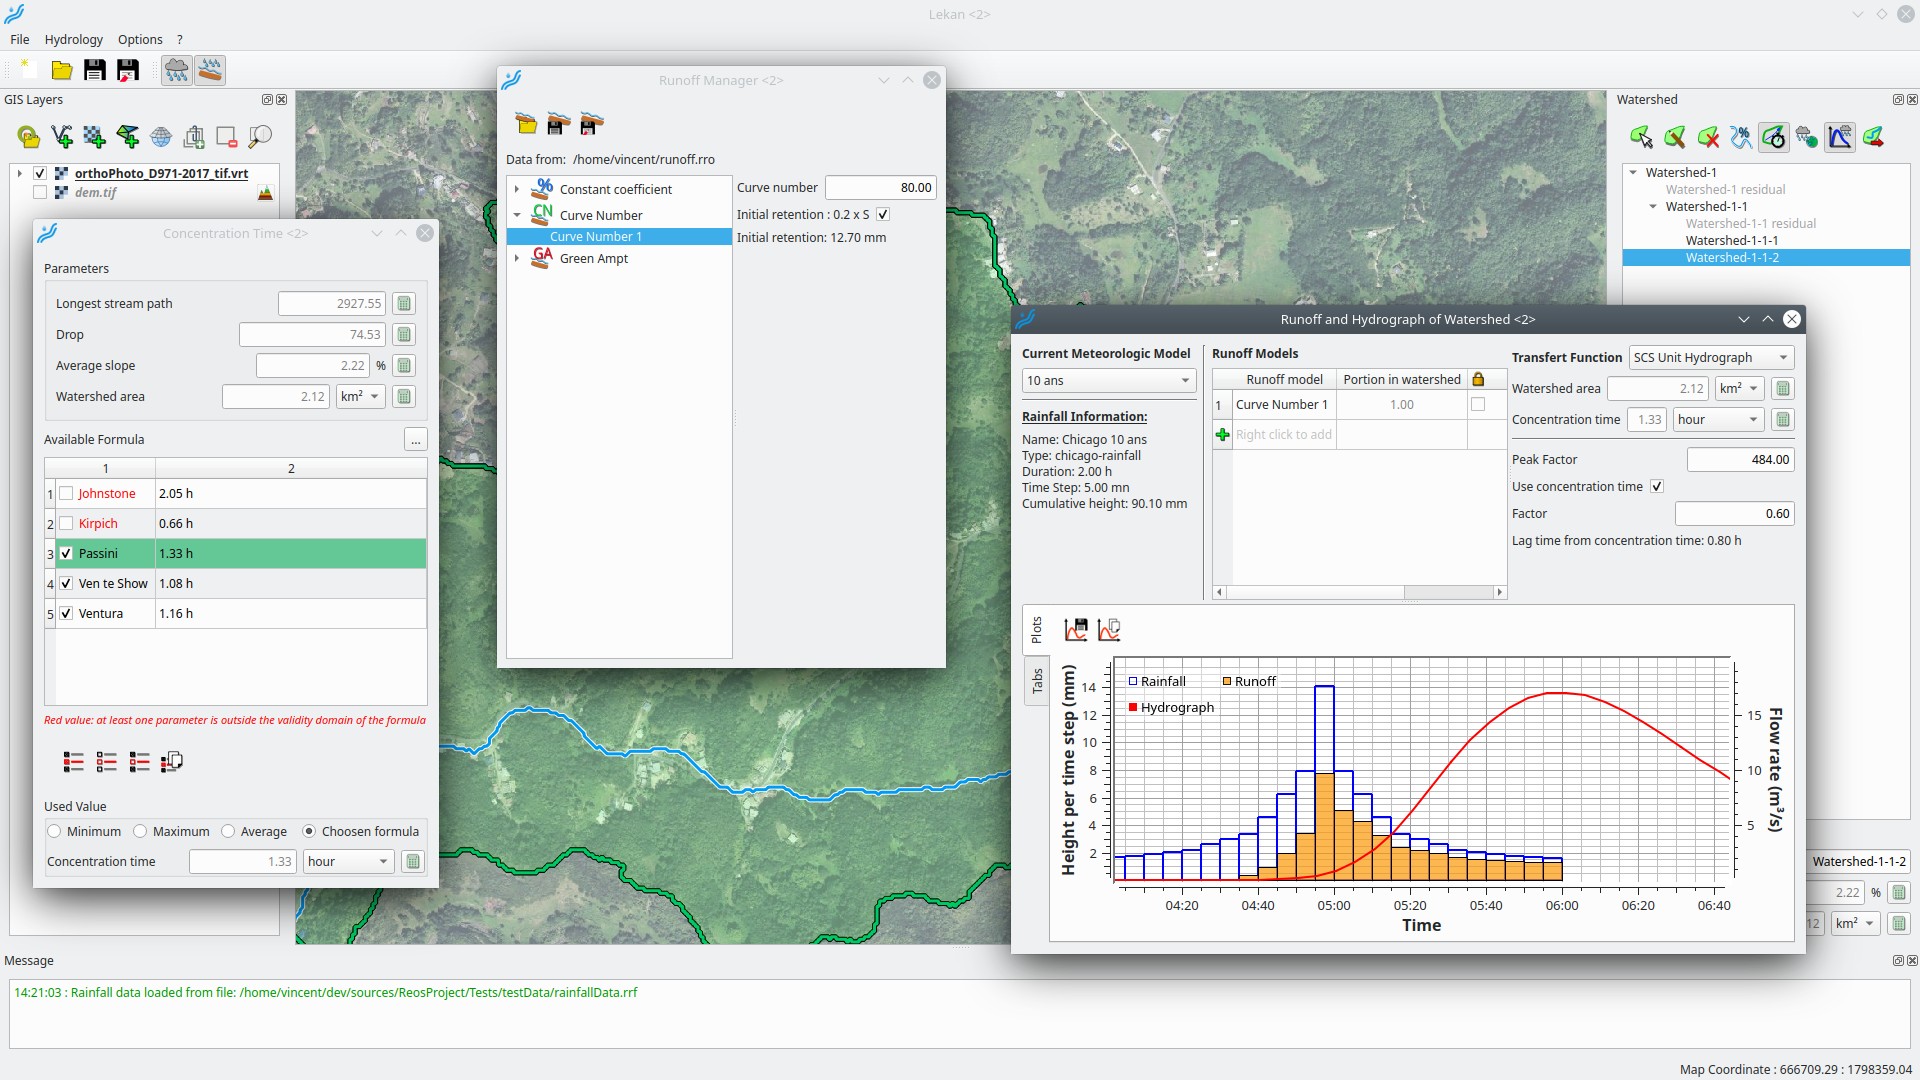 Lekan <2>
File Hydrology Options ?
GIS Layers
orthoPhoto_D971-2017_tif.vrt
dem.tif
Concentration Time <2>
Parameters
Longest stream path 2927.55
Drop 74.53
Average slope 2.22 %
Watershed area 2.12 km²
Available Formula ...
1 2
1 Johnstone 2.05 h
2 Kirpich 0.66 h
3 Passini 1.33 h
4 Ven te Show 1.08 h
5 Ventura 1.16 h
Red value: at least one parameter is outside the validity domain of the formula
Used Value
Minimum Maximum Average Choosen formula
Concentration time 1.33 hour
Runoff Manager <2>
Data from: /home/vincent/runoff.rro
% Constant coefficient
CN Curve Number
Curve Number 1
GA Green Ampt
Curve number 80.00
Initial retention : 0.2 x S
Initial retention: 12.70 mm
Watershed
Watershed-1
Watershed-1 residual
Watershed-1-1
Watershed-1-1 residual
Watershed-1-1-1
Watershed-1-1-2
Runoff and Hydrograph of Watershed <2>
Current Meteorologic Model
10 ans
Rainfall Information:
Name: Chicago 10 ans
Type: chicago-rainfall
Duration: 2.00 h
Time Step: 5.00 mn
Cumulative height: 90.10 mm
Runoff Models
Runoff model Portion in watershed
1 Curve Number 1 1.00
Right click to add
Transfert Function SCS Unit Hydrograph
Watershed area 2.12 km²
Concentration time 1.33 hour
Peak Factor 484.00
Use concentration time
Factor 0.60
Lag time from concentration time: 0.80 h
Plots
Tabs
Height per time step (mm)
14
12
10
8
6
4
2
Rainfall Runoff
Hydrograph
15
10
5
Flow rate (m³/s)
04:20 04:40 05:00 05:20 05:40 06:00 06:20 06:40
Time
Watershed-1-1-2
2.22 %
12 km²
Message
14:21:03 : Rainfall data loaded from file: /home/vincent/dev/sources/ReosProject/Tests/testData/rainfallData.rrf
Map Coordinate : 666709.29 : 1798359.04